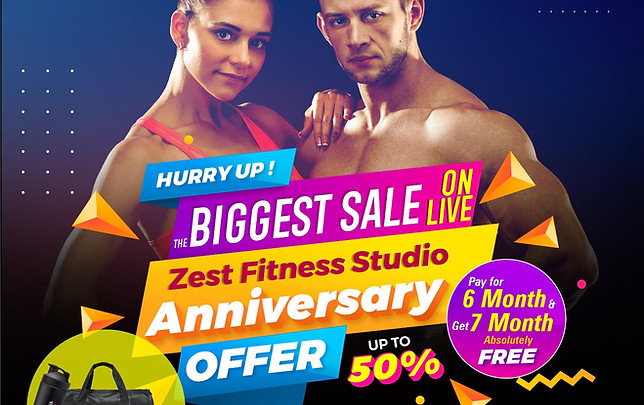 HURRY UP !
THE BIGGEST SALE ON LIVE
Zest Fitness Studio
Anniversary
OFFER
UP TO
50%
Pay for
6 Month &
Get 7 Month
Absolutely
FREE